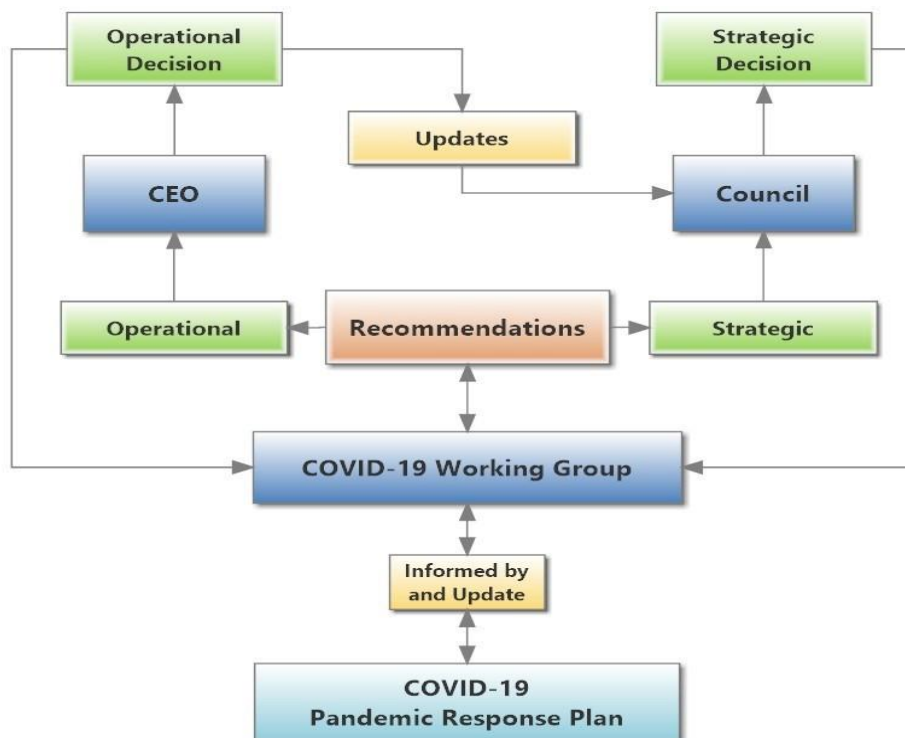 Operational
Decision
Strategic
Decision
Updates
CEO
Council
Operational
Recommendations
Strategic
COVID-19 Working Group
Informed by
and Update
COVID-19
Pandemic Response Plan